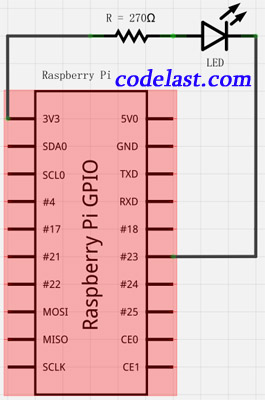 R = 270Ω
LED
Raspberry Pi
codelast.com
3V3 5V0
SDA0 GND
SCL0 TXD
#4 RXD
#17 #18
#21 #23
#22 #24
MOSI #25
MISO CE0
SCLK CE1
Raspberry Pi GPIO